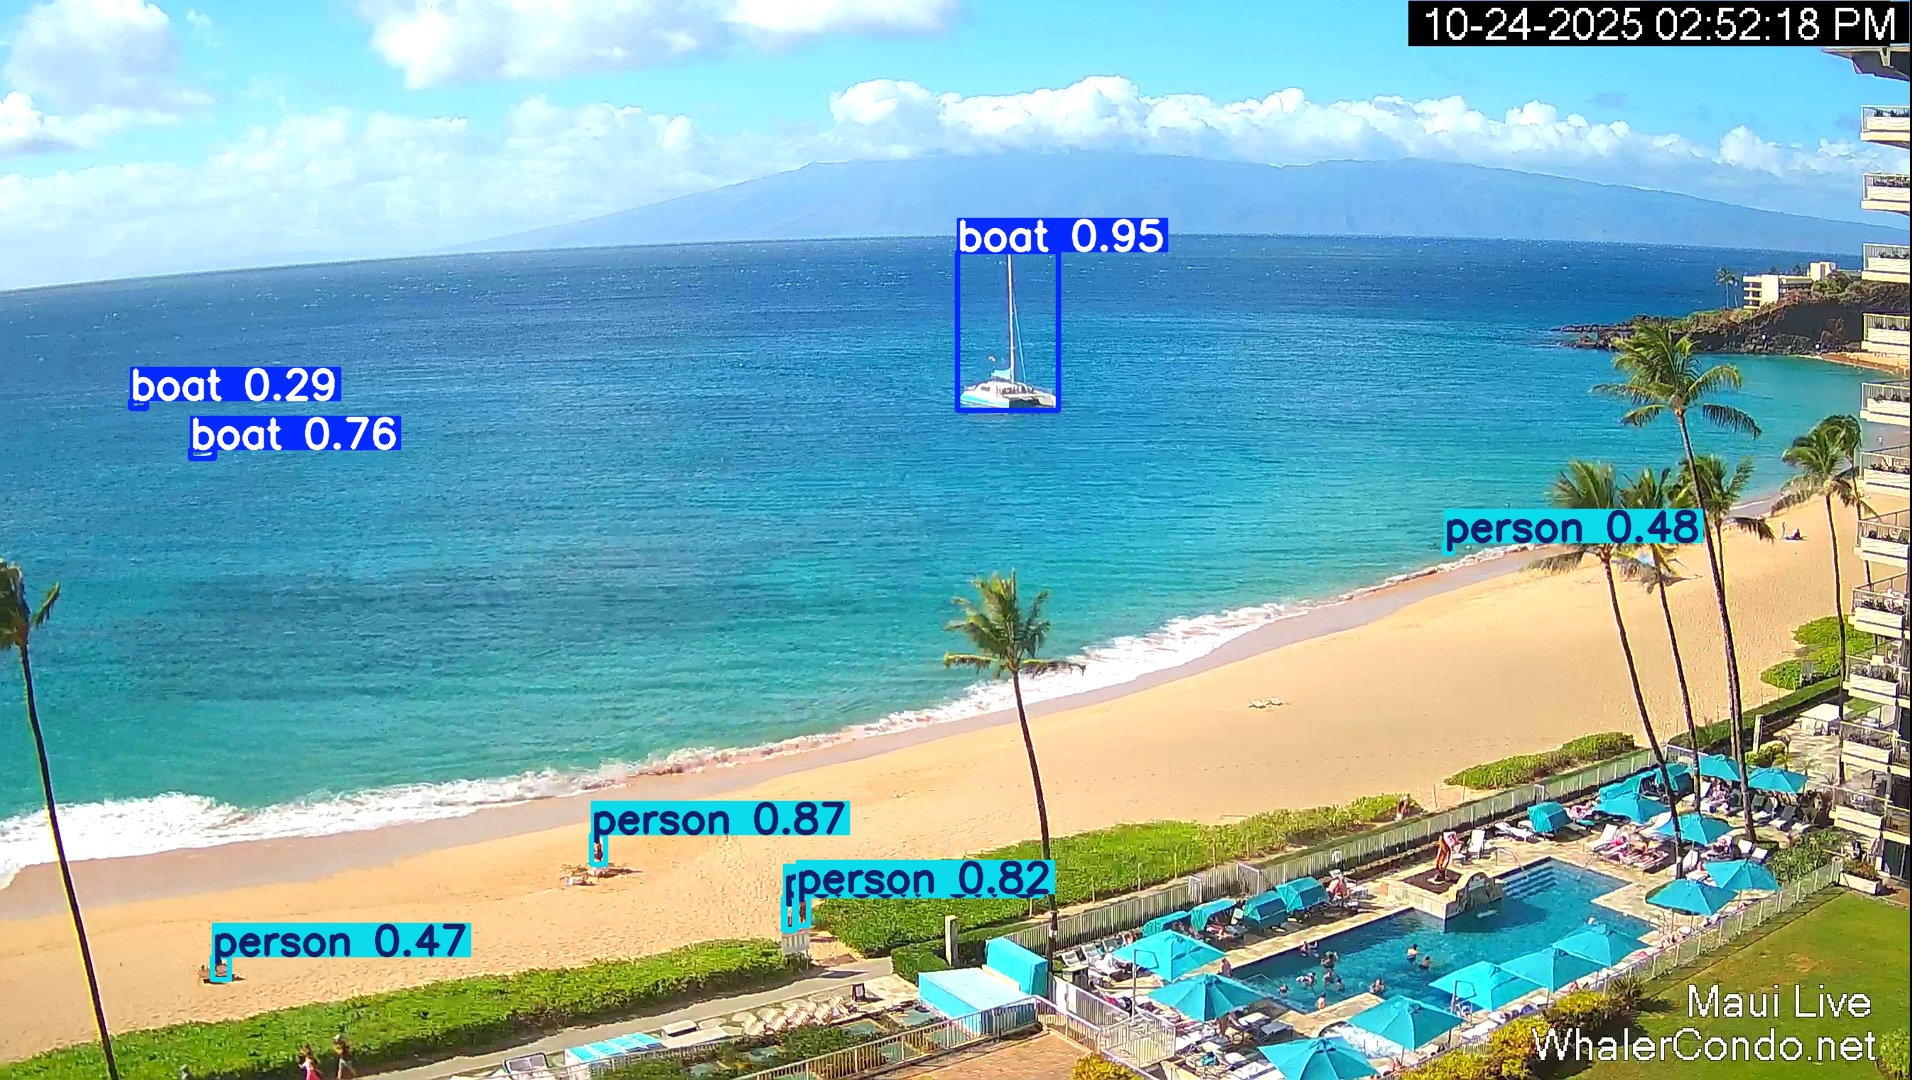 10-24-2025 02:52:18 PM
boat 0.95
boat 0.29
boat 0.76
person 0.48
person 0.87
person 0.82
person 0.47
Maui Live
WhalerCondo.net